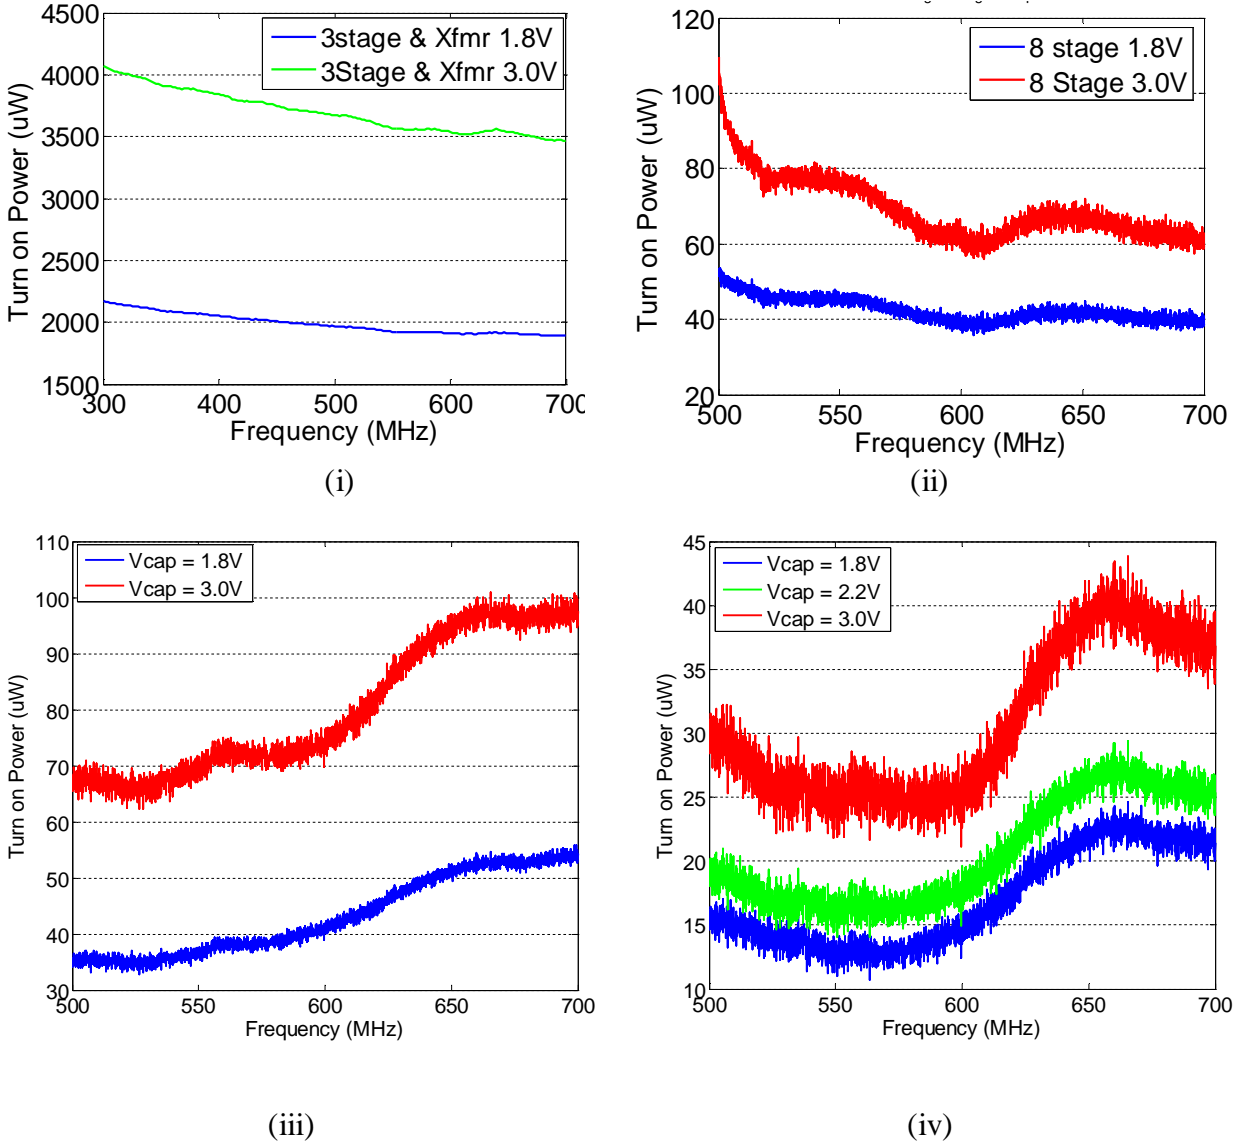 4500
4000
3500
3000
2500
2000
1500
300 400 500 600 700
Turn on Power (uW)
Frequency (MHz)
3stage & Xfmr 1.8V
3Stage & Xfmr 3.0V
(i)
120
100
80
60
40
20
500 550 600 650 700
Turn on Power (uW)
Frequency (MHz)
8 stage 1.8V
8 Stage 3.0V
(ii)
110
100
90
80
70
60
50
40
30
500 550 600 650 700
Turn on Power (uW)
Frequency (MHz)
Vcap = 1.8V
Vcap = 3.0V
(iii)
45
40
35
30
25
20
15
10
500 550 600 650 700
Turn on Power (uW)
Frequency (MHz)
Vcap = 1.8V
Vcap = 2.2V
Vcap = 3.0V
(iv)